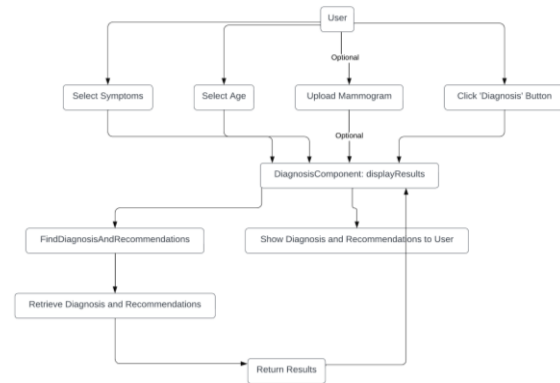 User
Optional
Select Symptoms
Select Age
Upload Mammogram
Click 'Diagnosis' Button
Optional
DiagnosisComponent: displayResults
FindDiagnosisAndRecommendations
Show Diagnosis and Recommendations to User
Retrieve Diagnosis and Recommendations
Return Results